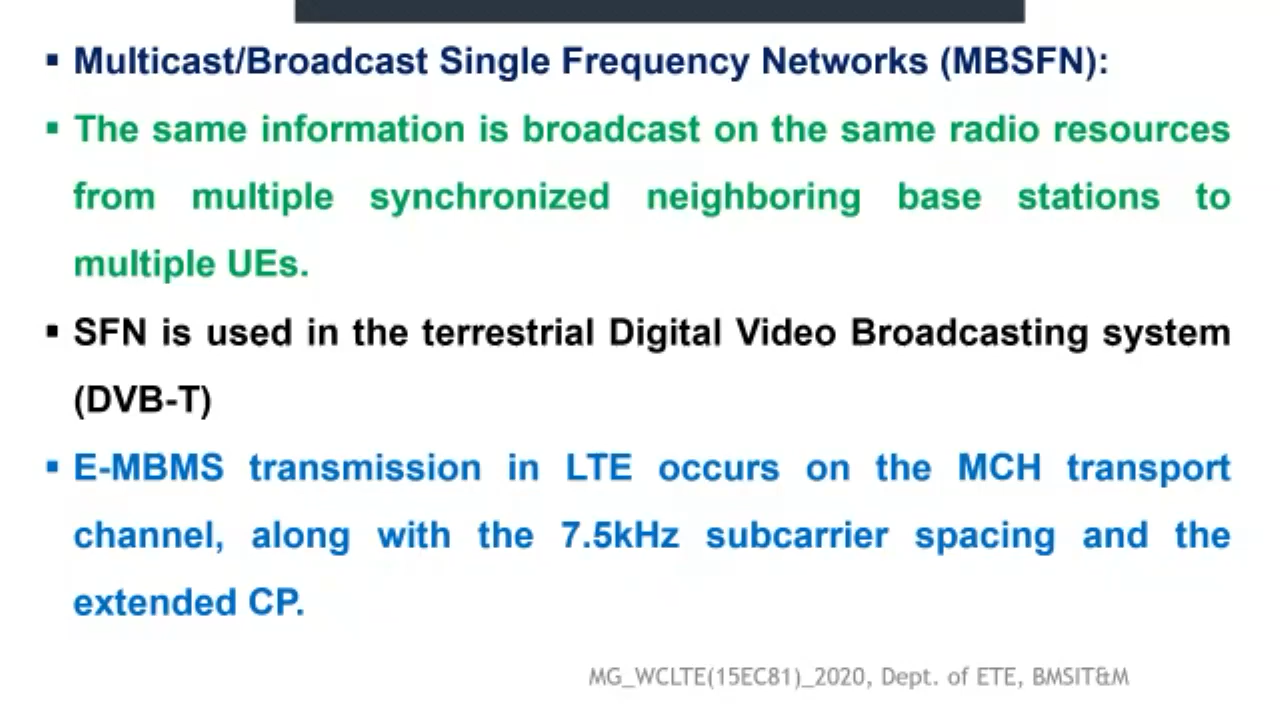 ▪ Multicast/Broadcast Single Frequency Networks (MBSFN):
▪ The same information is broadcast on the same radio resources
from multiple synchronized neighboring base stations to
multiple UEs.
▪ SFN is used in the terrestrial Digital Video Broadcasting system
(DVB-T)
▪ E-MBMS transmission in LTE occurs on the MCH transport
channel, along with the 7.5kHz subcarrier spacing and the
extended CP.
MG_WCLTE(15EC81)_2020, Dept. of ETE, BMSIT&M